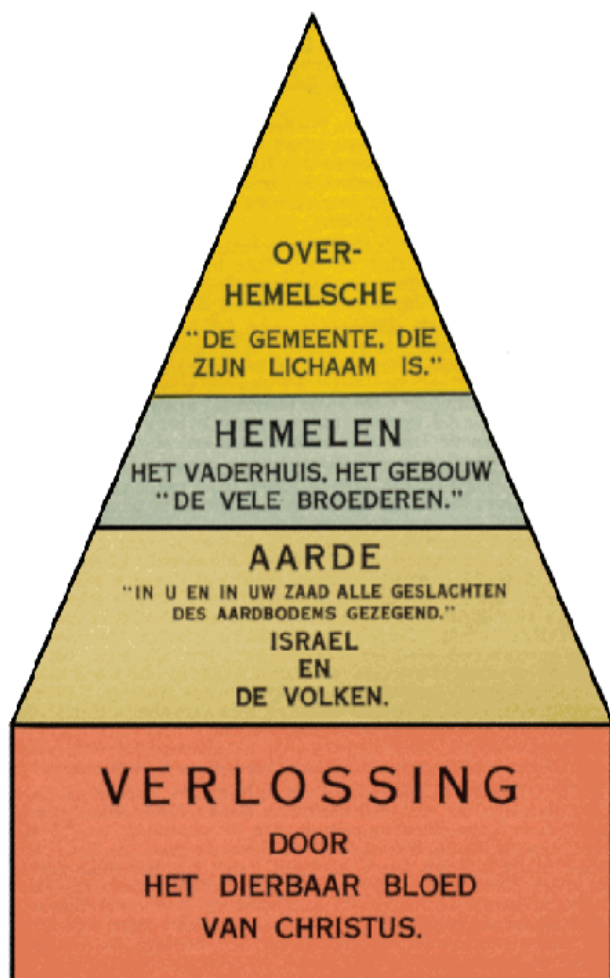 OVER-
HEMELSCHE
"DE GEMEENTE, DIE
ZIJN LICHAAM IS."
HEMELEN
HET VADERHUIS, HET GEBOUW
"DE VELE BROEDEREN."
AARDE
"IN U EN IN UW ZAAD ALLE GESLACHTEN
DES AARDBODEMS GEZEGEND."
ISRAEL
EN
DE VOLKEN.
VERLOSSING
DOOR
HET DIERBAAR BLOED
VAN CHRISTUS.